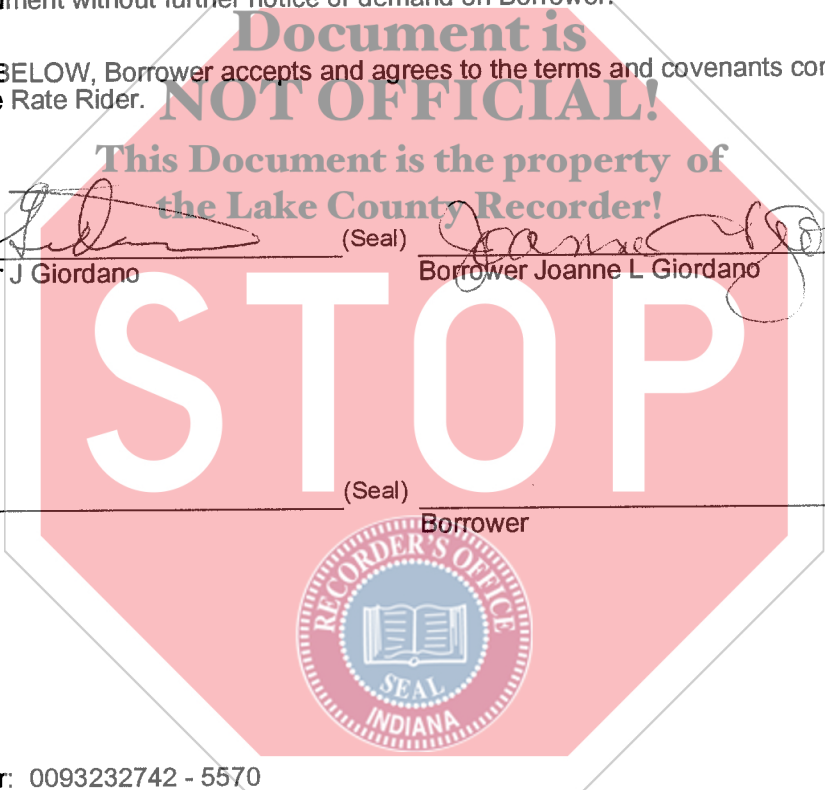 ment without further notice or demand on Borrower.
Document is
BELOW, Borrower accepts and agrees to the terms and covenants con
Rate Rider.
NOT OFFICIAL!
This Document is the property of
the Lake County Recorder!
(Seal)
J Giordano
Borrower Joanne L Giordano
STOP
(Seal)
Borrower
RECORDER'S OFFICE
SEAL
INDIANA
r: 0093232742 - 5570